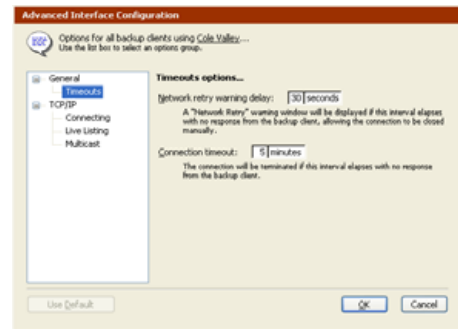 Advanced Interface Configuration
Options for all backup clients using Cole Valley....
Use the list box to select an options group.
General
Timeouts
TCP/IP
Connecting
Live Listing
Multicast
Timeouts options...
Network retry warning delay: 30 seconds
A "Network Retry" warning window will be displayed if this interval elapses
with no response from the backup client, allowing the connection to be closed
manually.
Connection timeout: 5 minutes
The connection will be terminated if this interval elapses with no response
from the backup client.
Use Default
OK
Cancel